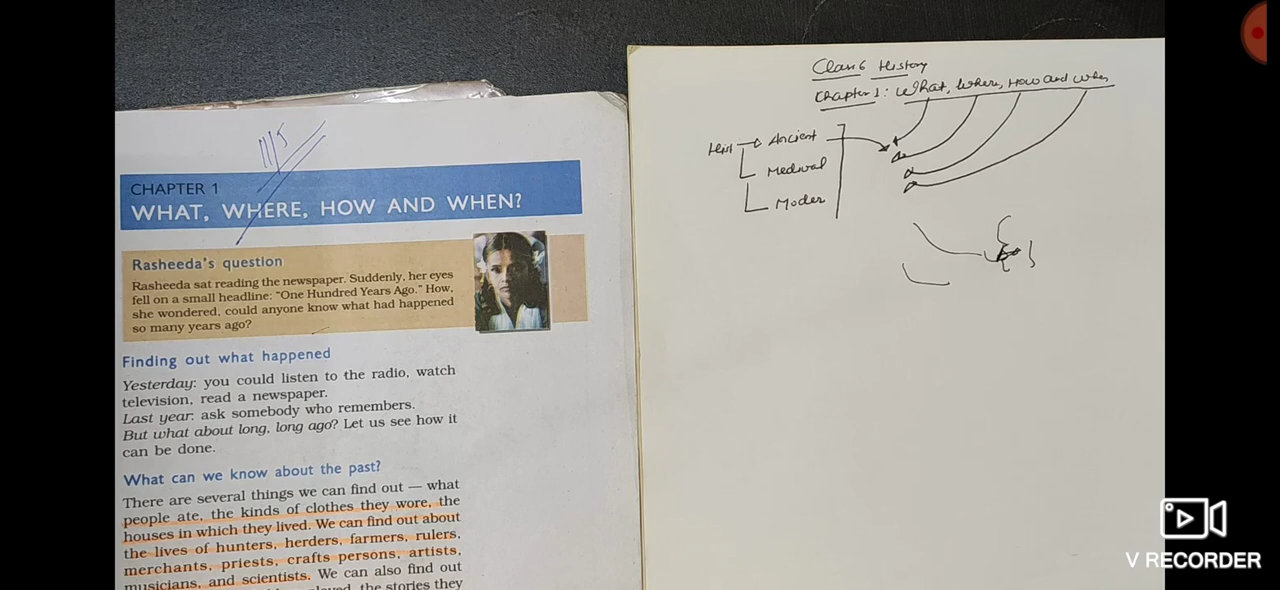 CHAPTER 1
WHAT, WHERE, HOW AND WHEN?
Rasheeda's question
Rasheeda sat reading the newspaper. Suddenly, her eyes
fell on a small headline: "One Hundred Years Ago." How,
she wondered, could anyone know what had happened
so many years ago?
Finding out what happened
Yesterday: you could listen to the radio, watch
television, read a newspaper.
Last year: ask somebody who remembers.
But what about long, long ago? Let us see how it
can be done.
What can we know about the past?
There are several things we can find out — what
people ate, the kinds of clothes they wore, the
houses in which they lived. We can find out about
the lives of hunters, herders, farmers, rulers,
merchants, priests, crafts persons, artists,
musicians, and scientists. We can also find out
the stories they
Class 6 History
Chapter 1: What, Where, How and When
Hist Ancient
Medival
Moder
V RECORDER